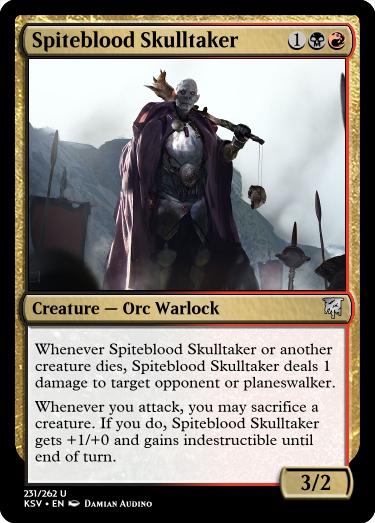 Spiteblood Skulltaker 1
Creature — Orc Warlock
Whenever Spiteblood Skulltaker or another
creature dies, Spiteblood Skulltaker deals 1
damage to target opponent or planeswalker.
Whenever you attack, you may sacrifice a
creature. If you do, Spiteblood Skulltaker
gets +1/+0 and gains indestructible until
end of turn.
3/2
231/262 U
KSV • EN Damian Audino